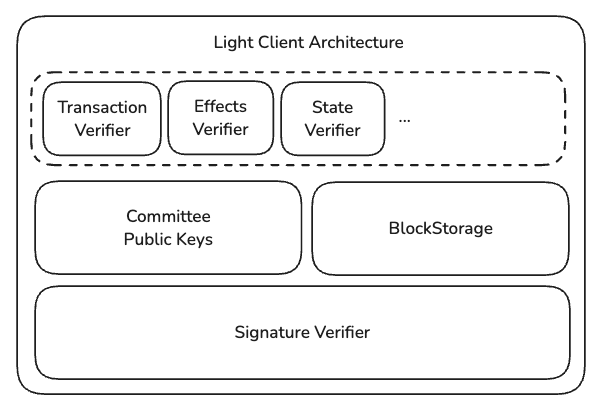 Light Client Architecture
Transaction
Verifier
Effects
Verifier
State
Verifier
...
Committee
Public Keys
BlockStorage
Signature Verifier